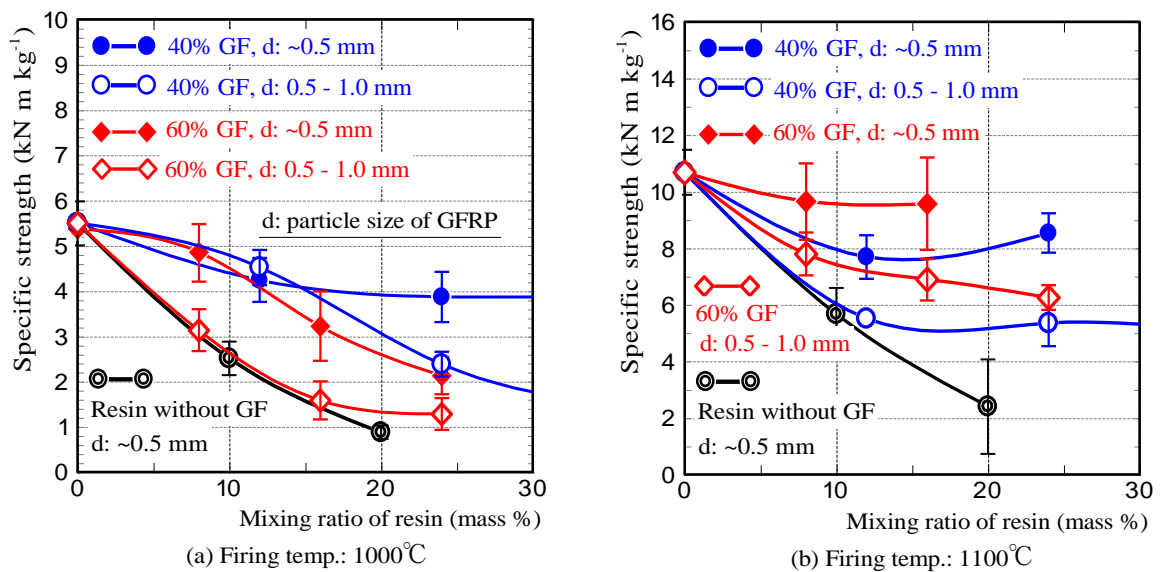 Specific strength (kN m kg-1)
10
9
8
7
6
5
4
3
2
1
0
40% GF, d: ~0.5 mm
40% GF, d: 0.5 - 1.0 mm
60% GF, d: ~0.5 mm
60% GF, d: 0.5 - 1.0 mm
d: particle size of GFRP
Resin without GF
d: ~0.5 mm
0 10 20 30
Mixing ratio of resin (mass %)
(a) Firing temp.: 1000℃
Specific strength (kN m kg-1)
16
14
12
10
8
6
4
2
0
40% GF, d: ~0.5 mm
40% GF, d: 0.5 - 1.0 mm
60% GF, d: ~0.5 mm
60% GF
d: 0.5 - 1.0 mm
Resin without GF
d: ~0.5 mm
0 10 20 30
Mixing ratio of resin (mass %)
(b) Firing temp.: 1100℃